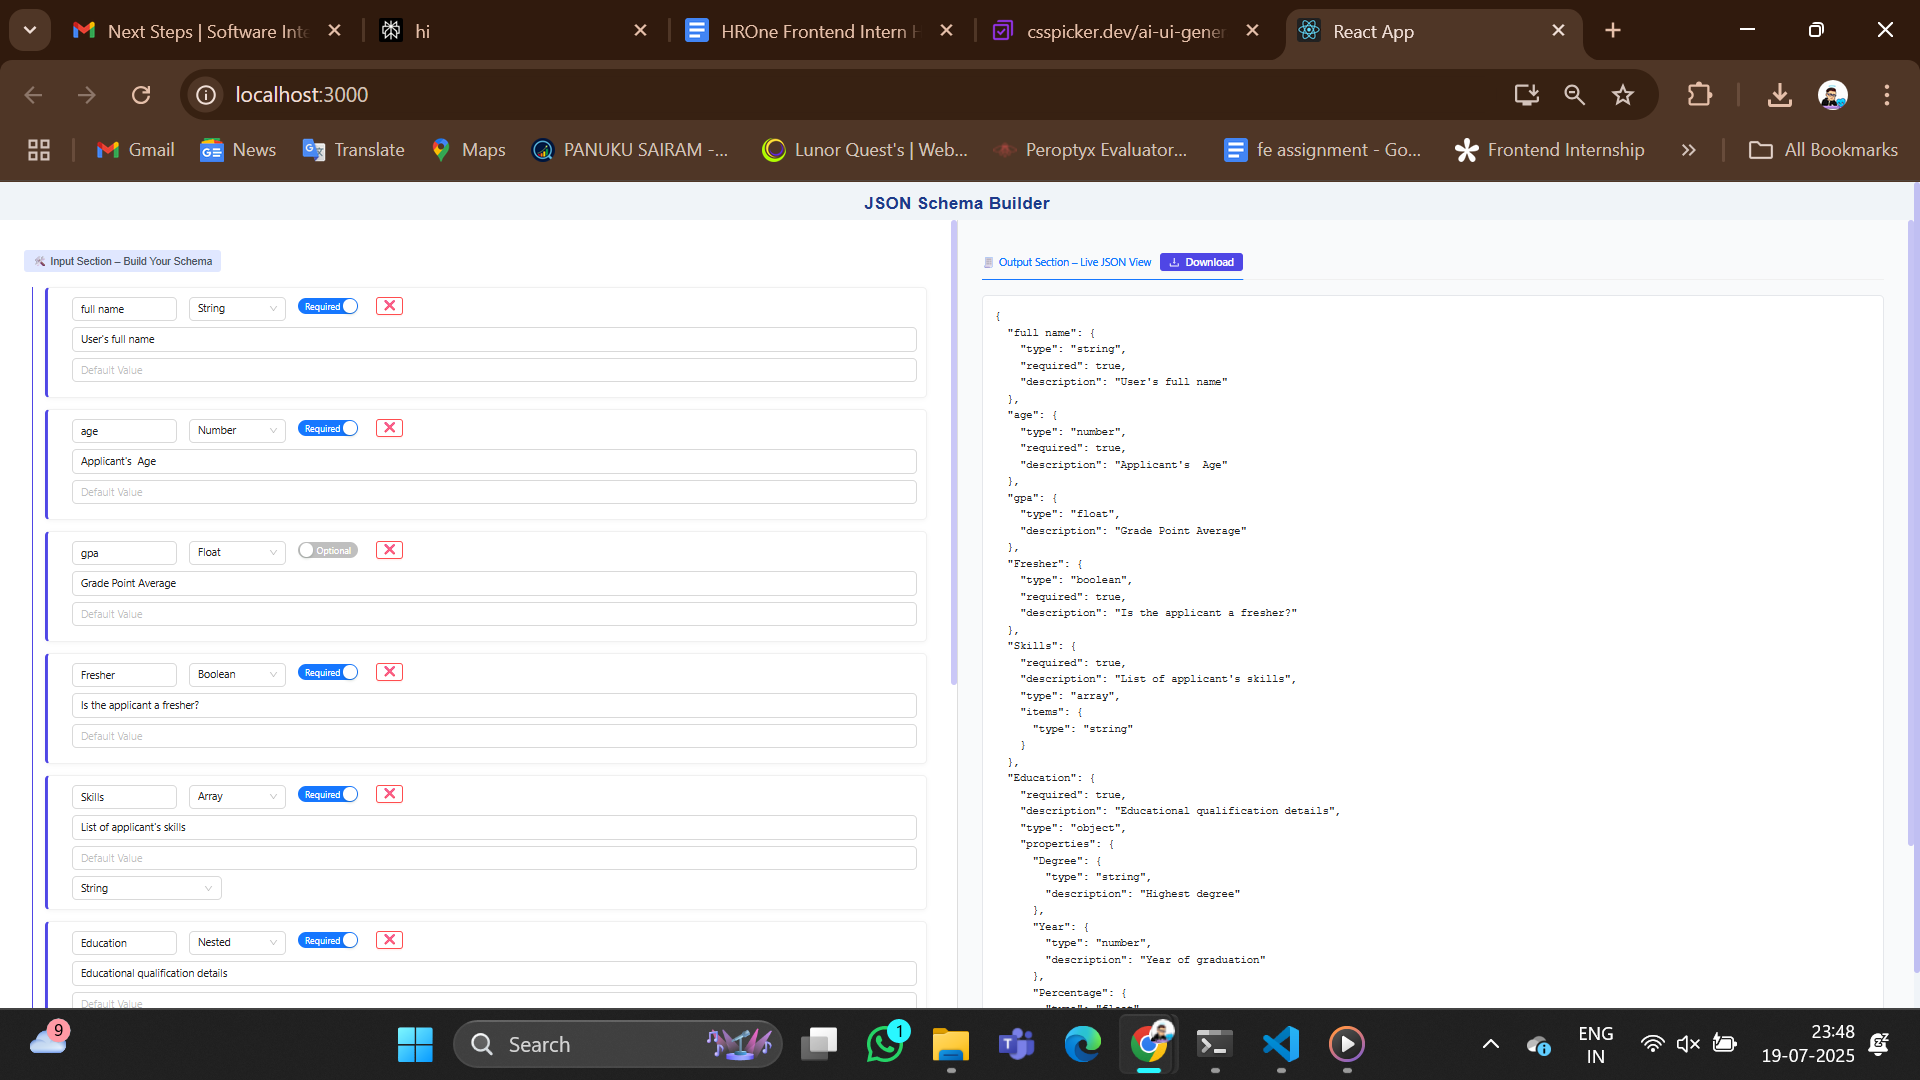 Next Steps | Software Inte
hi
HROne Frontend Intern H
csspicker.dev/ai-ui-gener
React App
localhost:3000
Gmail
News
Translate
Maps
PANUKU SAIRAM -...
Lunor Quest's | Web...
Peroptyx Evaluator...
fe assignment - Go...
Frontend Internship
All Bookmarks
JSON Schema Builder
Input Section – Build Your Schema
full name
String
Required
User's full name
Default Value
age
Number
Required
Applicant's  Age
Default Value
gpa
Float
Optional
Grade Point Average
Default Value
Fresher
Boolean
Required
Is the applicant a fresher?
Default Value
Skills
Array
Required
List of applicant's skills
Default Value
String
Education
Nested
Required
Educational qualification details
Default Value
Output Section – Live JSON View
Download
{
"full name": {
"type": "string",
"required": true,
"description": "User's full name"
},
"age": {
"type": "number",
"required": true,
"description": "Applicant's  Age"
},
"gpa": {
"type": "float",
"description": "Grade Point Average"
},
"Fresher": {
"type": "boolean",
"required": true,
"description": "Is the applicant a fresher?"
},
"Skills": {
"required": true,
"description": "List of applicant's skills",
"type": "array",
"items": {
"type": "string"
}
},
"Education": {
"required": true,
"description": "Educational qualification details",
"type": "object",
"properties": {
"Degree": {
"type": "string",
"description": "Highest degree"
},
"Year": {
"type": "number",
"description": "Year of graduation"
},
"Percentage": {
"type": "float",
9
Search
1
ENG
IN
23:48
19-07-2025